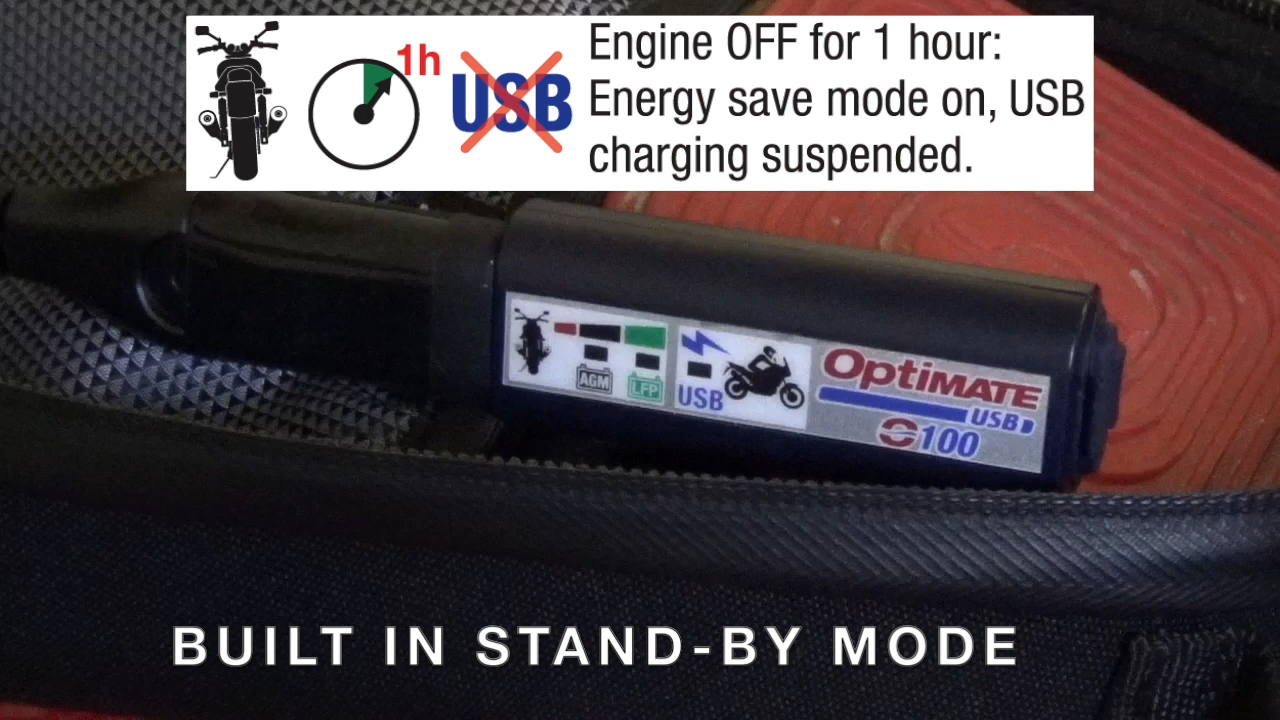 1h
USB
Engine OFF for 1 hour:
Energy save mode on, USB
charging suspended.
AGM
LFP
USB
OptiMATE
USB
100
BUILT IN STAND-BY MODE